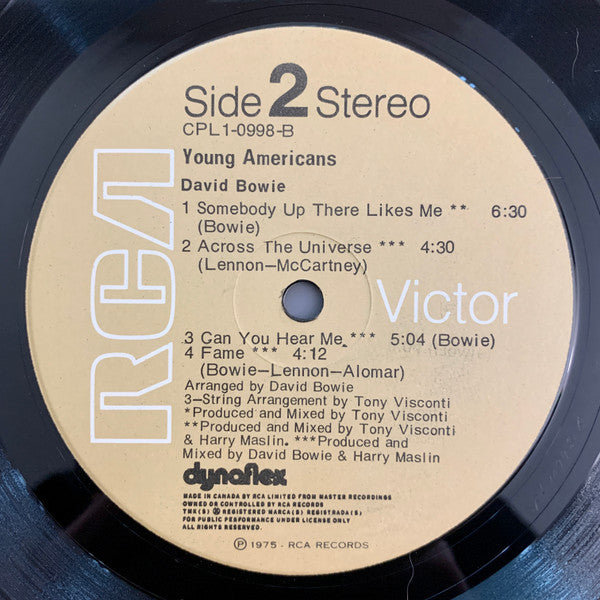 Side 2 Stereo
CPL1-0998-B
Young Americans
David Bowie
1 Somebody Up There Likes Me ** 6:30
(Bowie)
2 Across The Universe *** 4:30
(Lennon—McCartney)
RCA
Victor
3 Can You Hear Me *** 5:04 (Bowie)
4 Fame *** 4:12
(Bowie-Lennon-Alomar)
Arranged by David Bowie
3—String Arrangement by Tony Visconti
*Produced and Mixed by Tony Visconti
**Produced and Mixed by Tony Visconti
& Harry Maslin. ***Produced and
Mixed by David Bowie & Harry Maslin
dynaflex
MADE IN CANADA BY RCA LIMITED FROM MASTER RECORDINGS
OWNED OR CONTROLLED BY RCA RECORDS
TMK(S) ® REGISTERED MARCA(S) REGISTRADA(S)
FOR PUBLIC PERFORMANCE UNDER LICENSE ONLY
ALL RIGHTS RESERVED.
℗ 1975 - RCA RECORDS